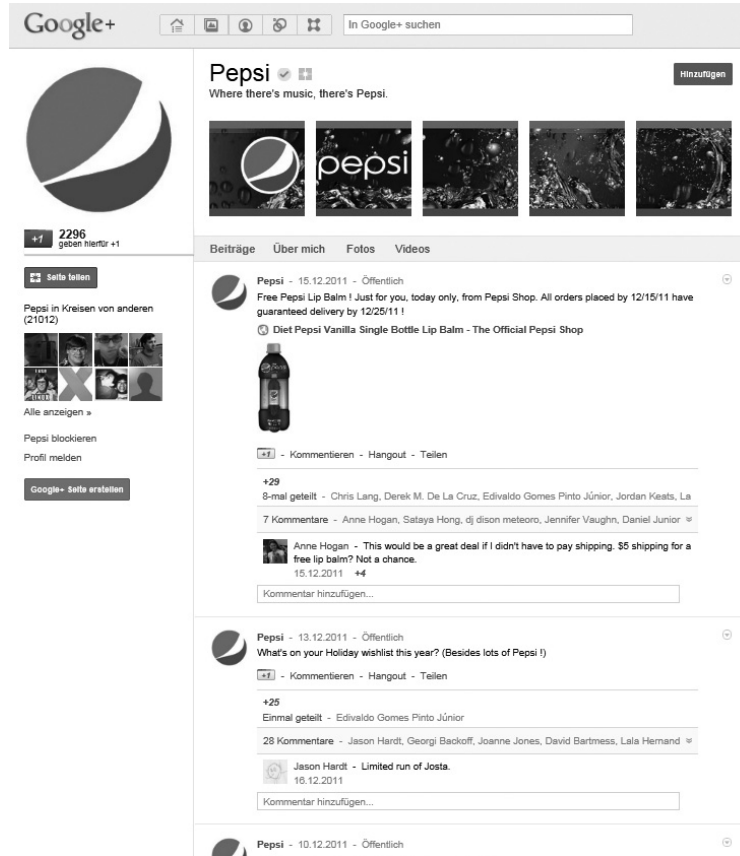 Google+
In Google+ suchen
Pepsi
Where there's music, there's Pepsi.
Hinzufügen
pepsi
+1
2296
geben hierfür +1
Seite teilen
Pepsi in Kreisen von anderen
(21012)
Alle anzeigen »
Pepsi blockieren
Profil melden
Google+ Seite erstellen
Beiträge Über mich Fotos Videos
Pepsi - 15.12.2011 - Öffentlich
Free Pepsi Lip Balm ! Just for you, today only, from Pepsi Shop. All orders placed by 12/15/11 have
guaranteed delivery by 12/25/11 !
Diet Pepsi Vanilla Single Bottle Lip Balm - The Official Pepsi Shop
+1 - Kommentieren - Hangout - Teilen
+29
8-mal geteilt - Chris Lang, Derek M. De La Cruz, Edivaldo Gomes Pinto Júnior, Jordan Keats, La
7 Kommentare - Anne Hogan, Sataya Hong, dj dison meteoro, Jennifer Vaughn, Daniel Junior
Anne Hogan - This would be a great deal if I didn't have to pay shipping. $5 shipping for a
free lip balm? Not a chance.
15.12.2011 +4
Kommentar hinzufügen...
Pepsi - 13.12.2011 - Öffentlich
What's on your Holiday wishlist this year? (Besides lots of Pepsi !)
+1 - Kommentieren - Hangout - Teilen
+25
Einmal geteilt - Edivaldo Gomes Pinto Júnior
28 Kommentare - Jason Hardt, Georgi Backoff, Joanne Jones, David Bartmess, Lala Hernand
Jason Hardt - Limited run of Josta.
16.12.2011
Kommentar hinzufügen...
Pepsi - 10.12.2011 - Öffentlich